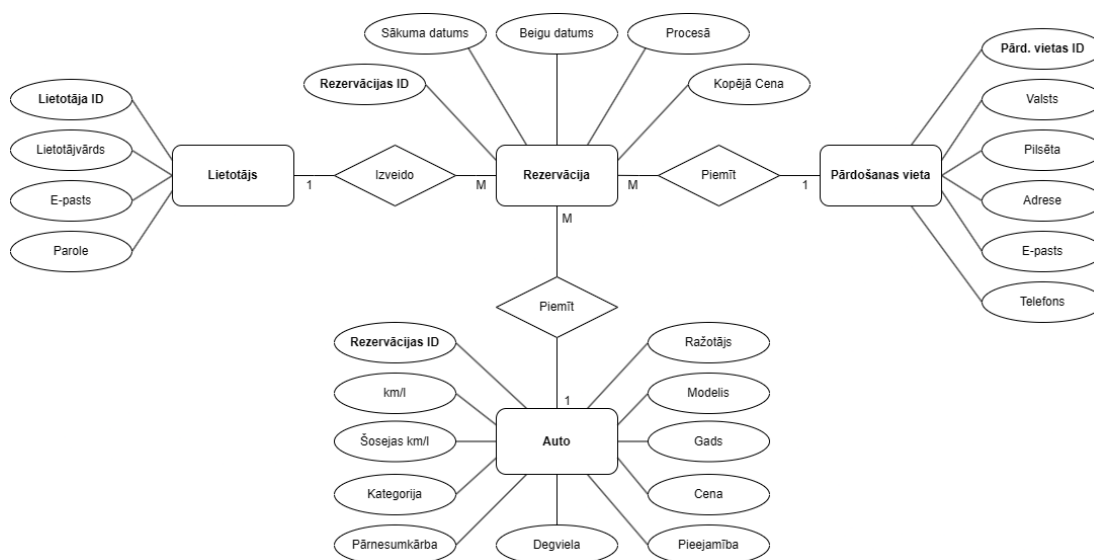 Sākuma datums
Beigu datums
Procesā
Pārd. vietas ID
Rezervācijas ID
Kopējā Cena
Lietotāja ID
Valsts
Lietotājvārds
Pilsēta
Lietotājs
1
Izveido
M
Rezervācija
M
Piemīt
1
Pārdošanas vieta
E-pasts
Adrese
M
Parole
E-pasts
Telefons
Piemīt
Rezervācijas ID
Ražotājs
km/l
Modelis
1
Šosejas km/l
Auto
Gads
Kategorija
Cena
Pārnesumkārba
Degviela
Pieejamība